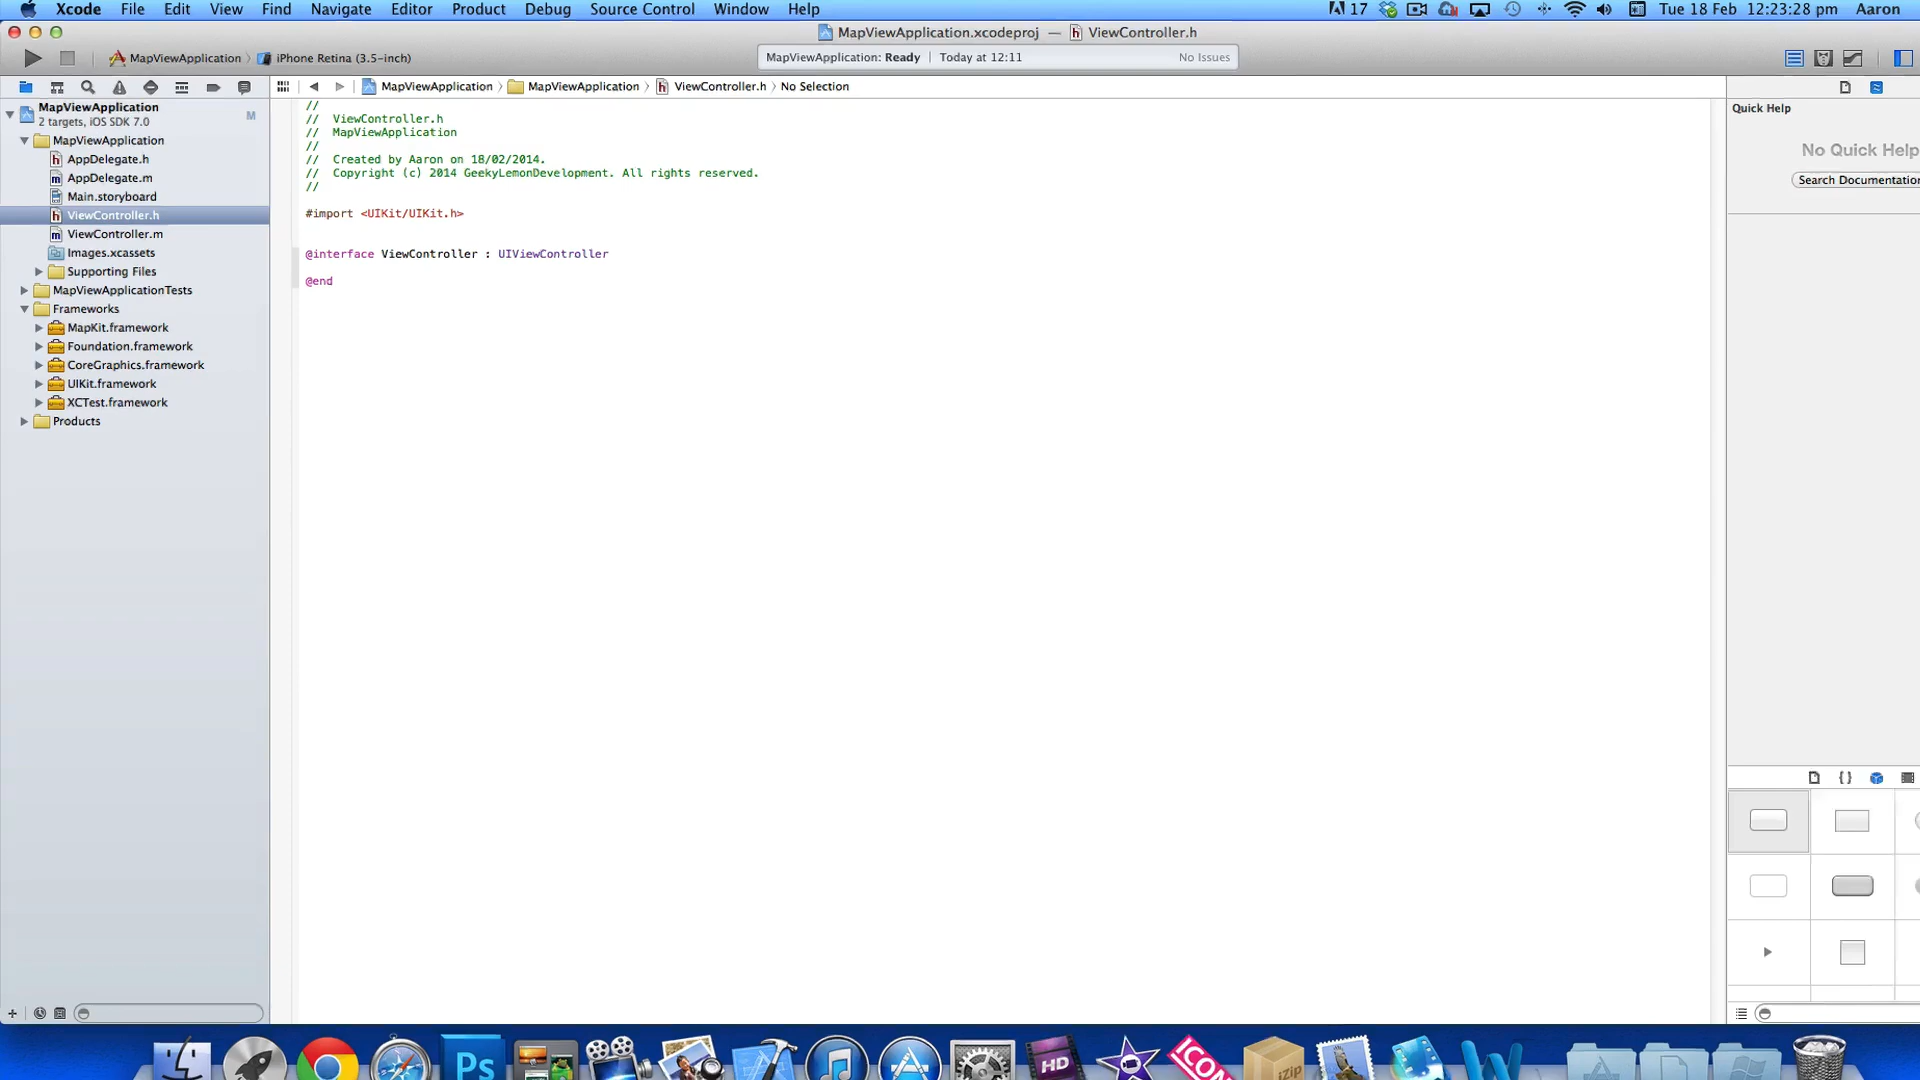 Xcode File Edit View Find Navigate Editor Product Debug Source Control Window Help 17 Tue 18 Feb 12:23:28 pm Aaron
MapViewApplication.xcodeproj — ViewController.h
MapViewApplication iPhone Retina (3.5-inch) MapViewApplication: Ready Today at 12:11 No Issues
MapViewApplication MapViewApplication ViewController.h No Selection
MapViewApplication
2 targets, iOS SDK 7.0
M
MapViewApplication
AppDelegate.h
AppDelegate.m
Main.storyboard
ViewController.h
ViewController.m
Images.xcassets
Supporting Files
MapViewApplicationTests
Frameworks
MapKit.framework
Foundation.framework
CoreGraphics.framework
UIKit.framework
XCTest.framework
Products
//
// ViewController.h
// MapViewApplication
//
// Created by Aaron on 18/02/2014.
// Copyright (c) 2014 GeekyLemonDevelopment. All rights reserved.
//
#import <UIKit/UIKit.h>
@interface ViewController : UIViewController
@end
Quick Help
No Quick Help
Search Documentation
{ }
Ps
HD
ICON
iZip
W